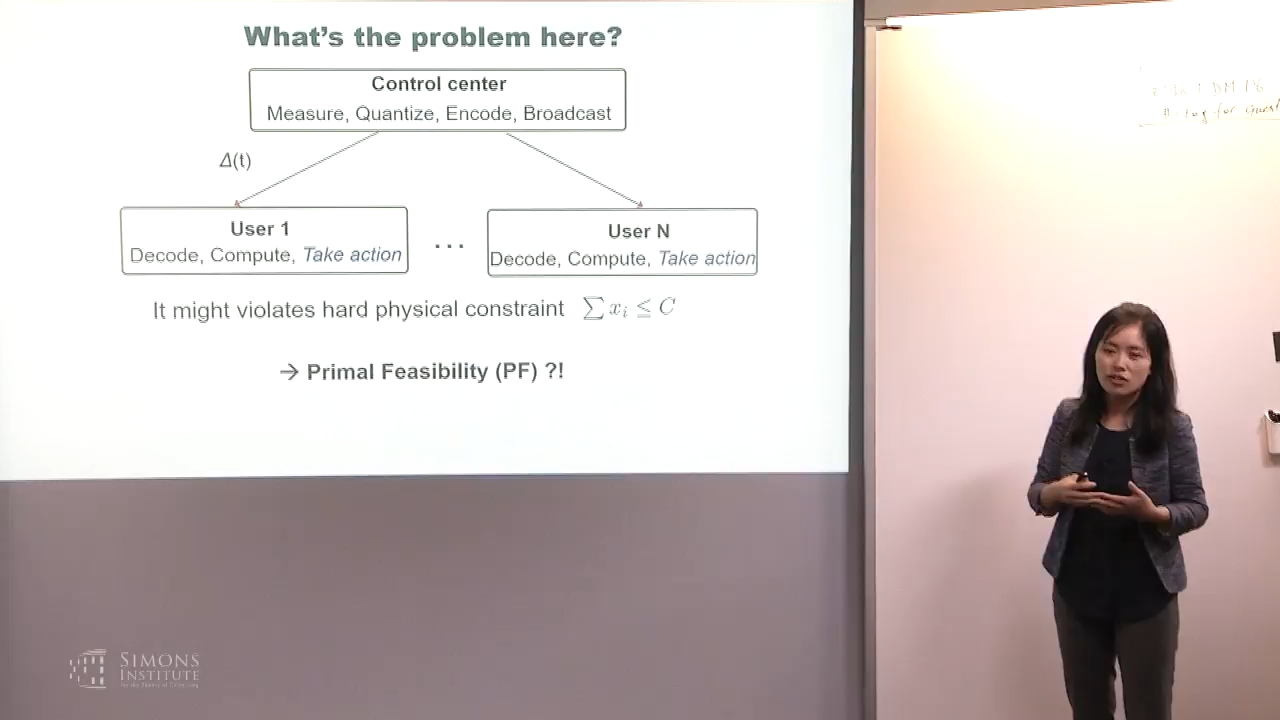 What's the problem here?
Control center
Measure, Quantize, Encode, Broadcast
Δ(t)
User 1
Decode, Compute, Take action
...
User N
Decode, Compute, Take action
It might violates hard physical constraint ∑ xᵢ ≦ C
→ Primal Feasibility (PF) ?!
for
SIMONS
INSTITUTE